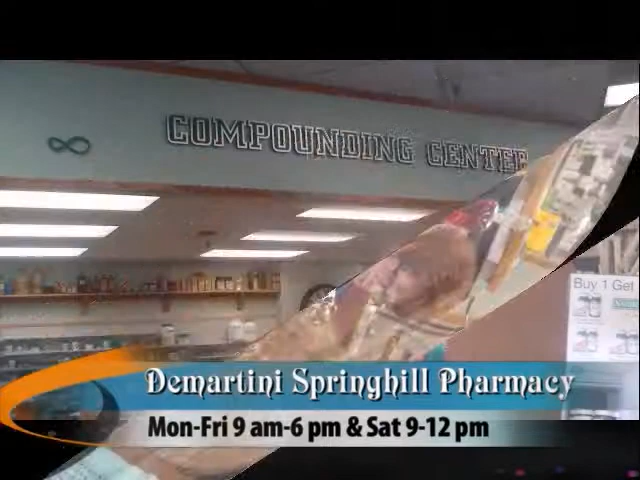 COMPOUNDING CENTER
Buy 1 Get
Demartini Springhill Pharmacy
Mon-Fri 9 am-6 pm & Sat 9-12 pm